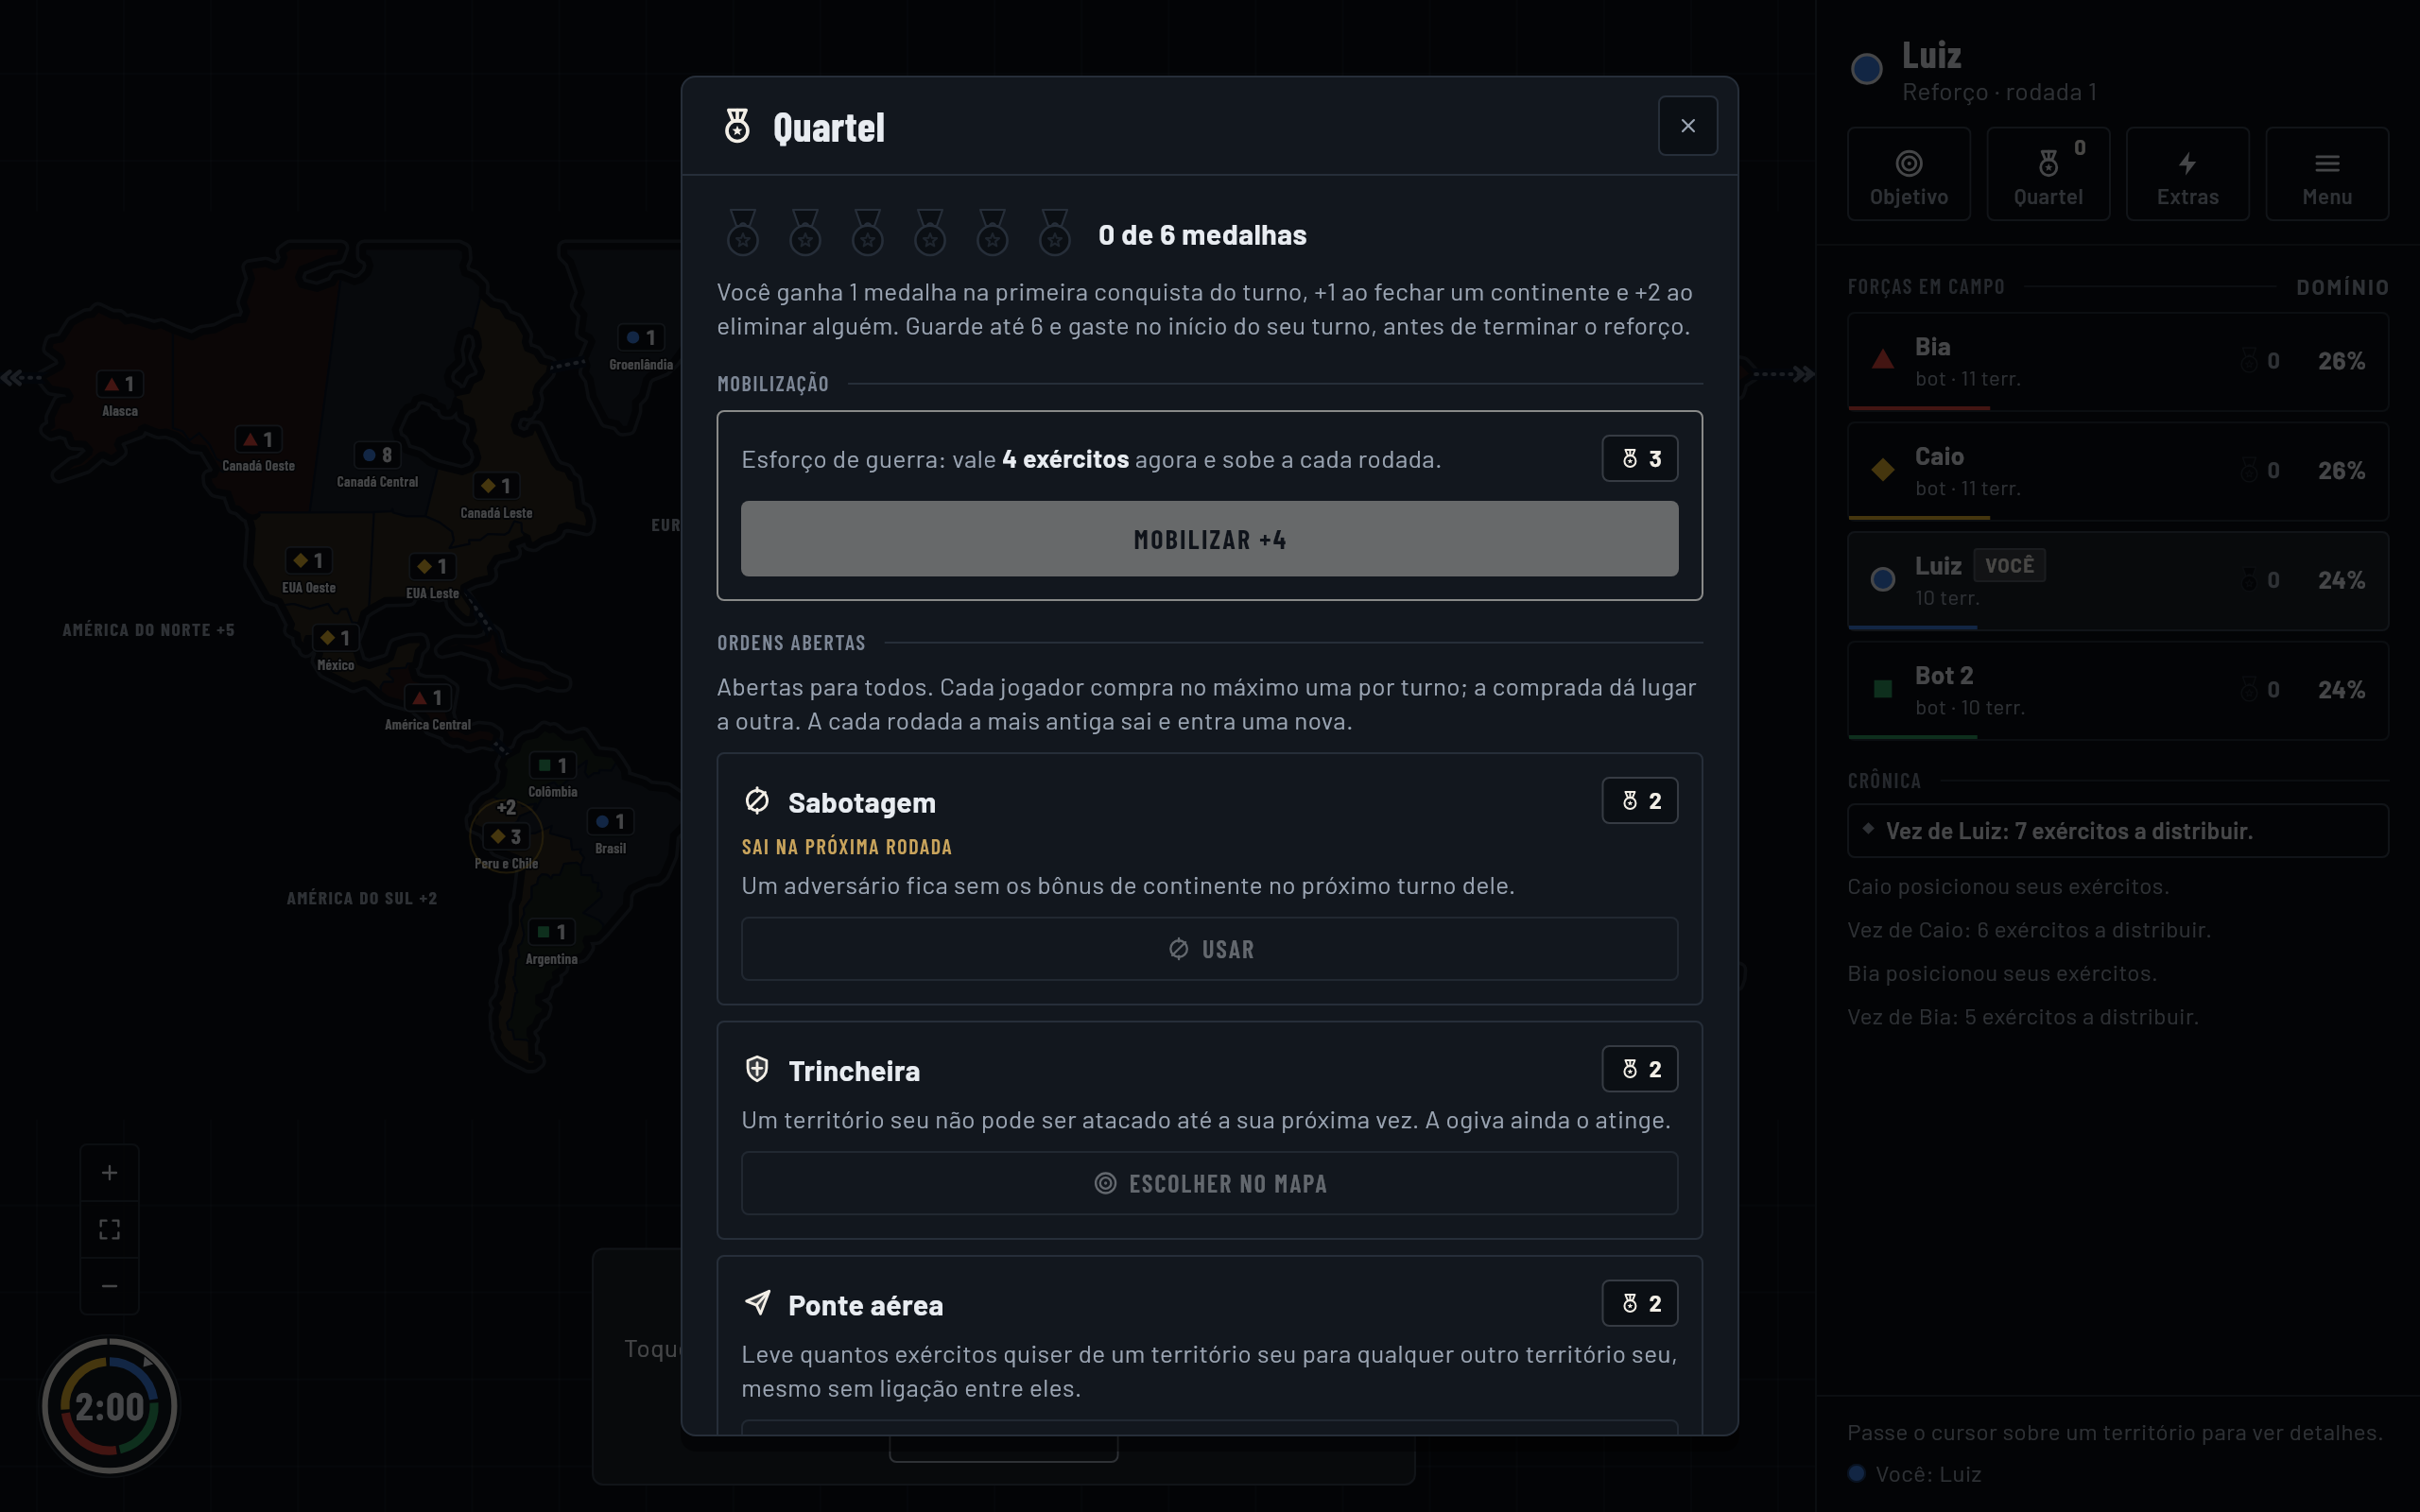 Quartel
0 de 6 medalhas
Você ganha 1 medalha na primeira conquista do turno, +1 ao fechar um continente e +2 ao
eliminar alguém. Guarde até 6 e gaste no início do seu turno, antes de terminar o reforço.
MOBILIZAÇÃO
Esforço de guerra: vale 4 exércitos agora e sobe a cada rodada.
3
MOBILIZAR +4
ORDENS ABERTAS
Abertas para todos. Cada jogador compra no máximo uma por turno; a comprada dá lugar
a outra. A cada rodada a mais antiga sai e entra uma nova.
Sabotagem
2
SAI NA PRÓXIMA RODADA
Um adversário fica sem os bônus de continente no próximo turno dele.
USAR
Trincheira
2
Um território seu não pode ser atacado até a sua próxima vez. A ogiva ainda o atinge.
ESCOLHER NO MAPA
Ponte aérea
2
Leve quantos exércitos quiser de um território seu para qualquer outro território seu,
mesmo sem ligação entre eles.
1
Groenlândia
1
Alasca
1
Canadá Oeste
8
Canadá Central
1
Canadá Leste
EUR
1
EUA Oeste
1
EUA Leste
AMÉRICA DO NORTE +5
1
México
1
América Central
1
Colômbia
+2
3
Peru e Chile
1
Brasil
AMÉRICA DO SUL +2
1
Argentina
+
−
2:00
Toqu
Luiz
Reforço · rodada 1
Objetivo
0
Quartel
Extras
Menu
FORÇAS EM CAMPO
DOMÍNIO
Bia
bot · 11 terr.
0
26%
Caio
bot · 11 terr.
0
26%
Luiz
VOCÊ
10 terr.
0
24%
Bot 2
bot · 10 terr.
0
24%
CRÔNICA
Vez de Luiz: 7 exércitos a distribuir.
Caio posicionou seus exércitos.
Vez de Caio: 6 exércitos a distribuir.
Bia posicionou seus exércitos.
Vez de Bia: 5 exércitos a distribuir.
Passe o cursor sobre um território para ver detalhes.
Você: Luiz